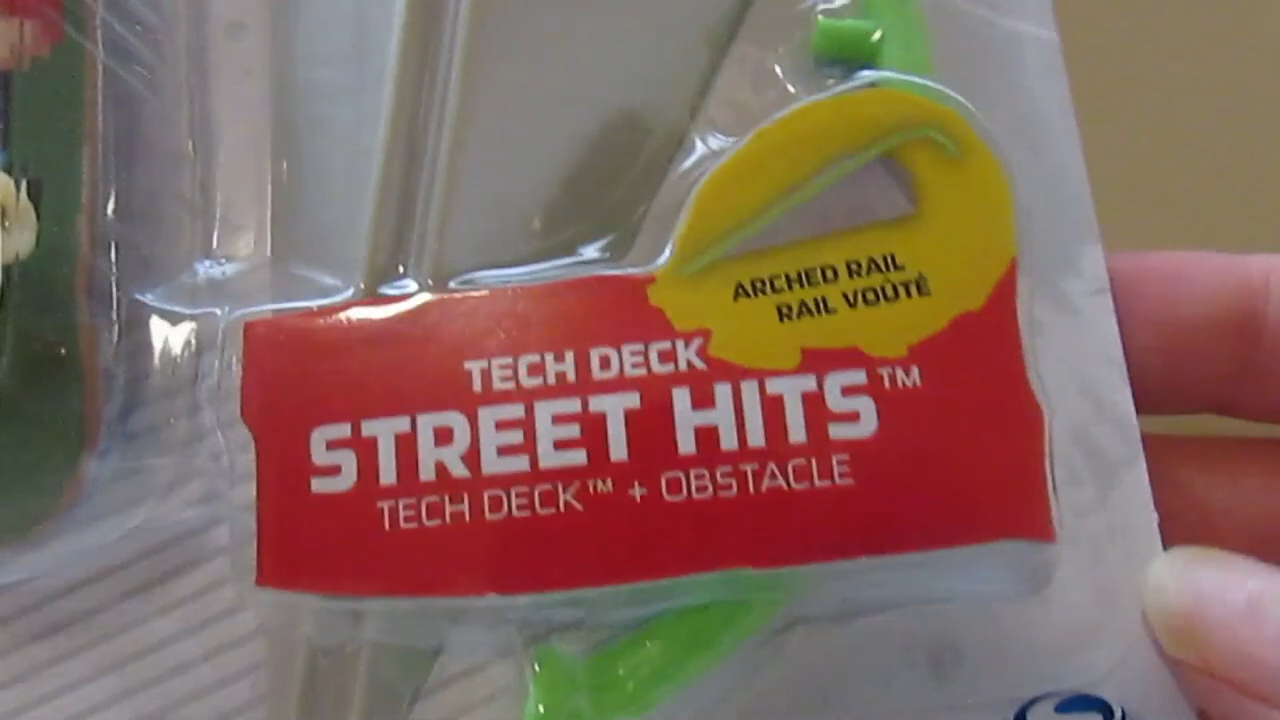 ARCHED RAIL
RAIL VOÛTÉ
TECH DECK
STREET HITS™
TECH DECK™ + OBSTACLE